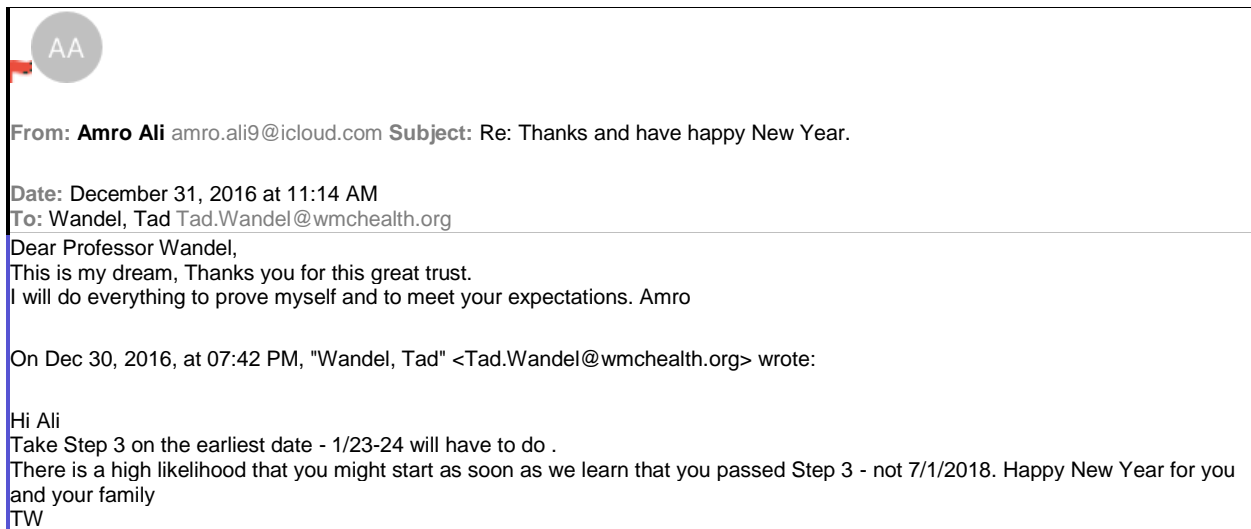 AA
From: Amro Ali amro.ali9@icloud.com Subject: Re: Thanks and have happy New Year.
Date: December 31, 2016 at 11:14 AM
To: Wandel, Tad Tad.Wandel@wmchealth.org
Dear Professor Wandel,
This is my dream, Thanks you for this great trust.
I will do everything to prove myself and to meet your expectations. Amro
On Dec 30, 2016, at 07:42 PM, "Wandel, Tad" <Tad.Wandel@wmchealth.org> wrote:
Hi Ali
Take Step 3 on the earliest date - 1/23-24 will have to do .
There is a high likelihood that you might start as soon as we learn that you passed Step 3 - not 7/1/2018. Happy New Year for you
and your family
TW